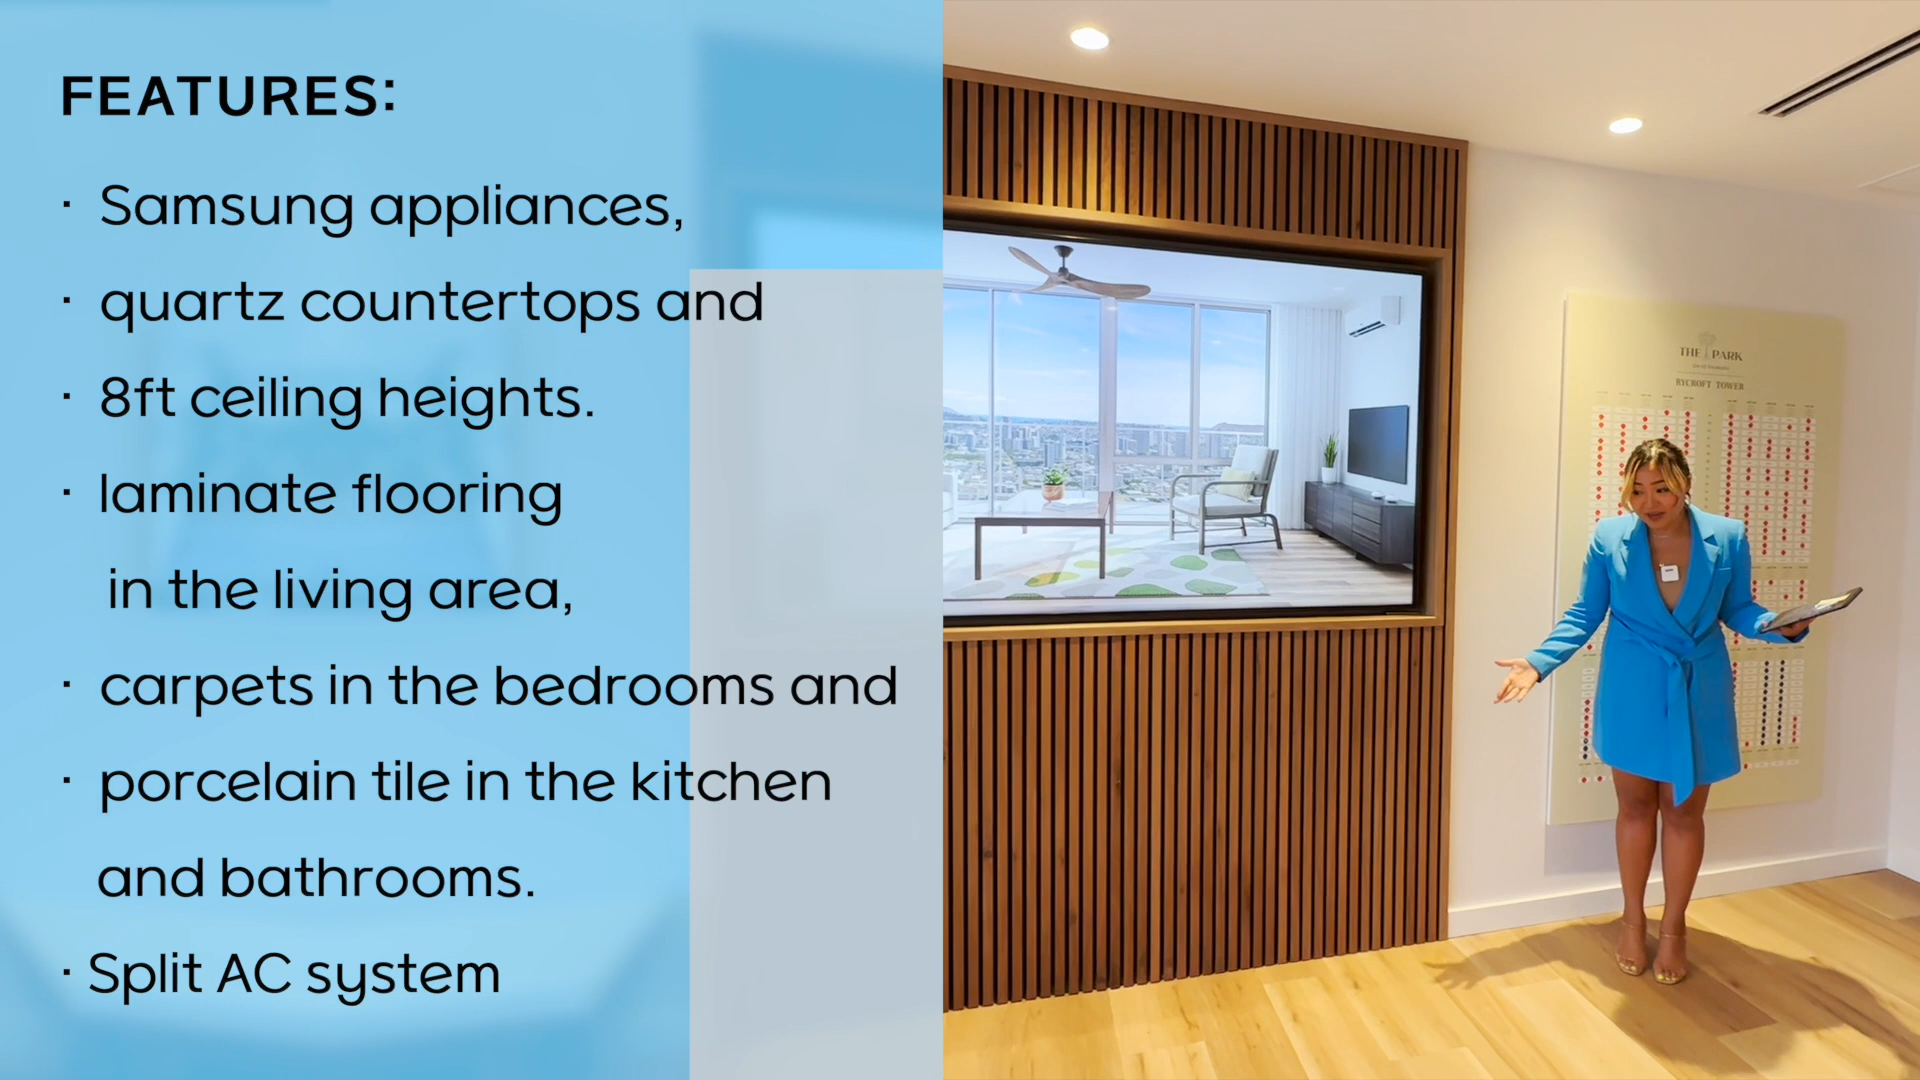 FEATURES:
· Samsung appliances,
· quartz countertops and
· 8ft ceiling heights.
· laminate flooring
in the living area,
· carpets in the bedrooms and
· porcelain tile in the kitchen
and bathrooms.
· Split AC system
THE PARK
RYCROFT TOWER